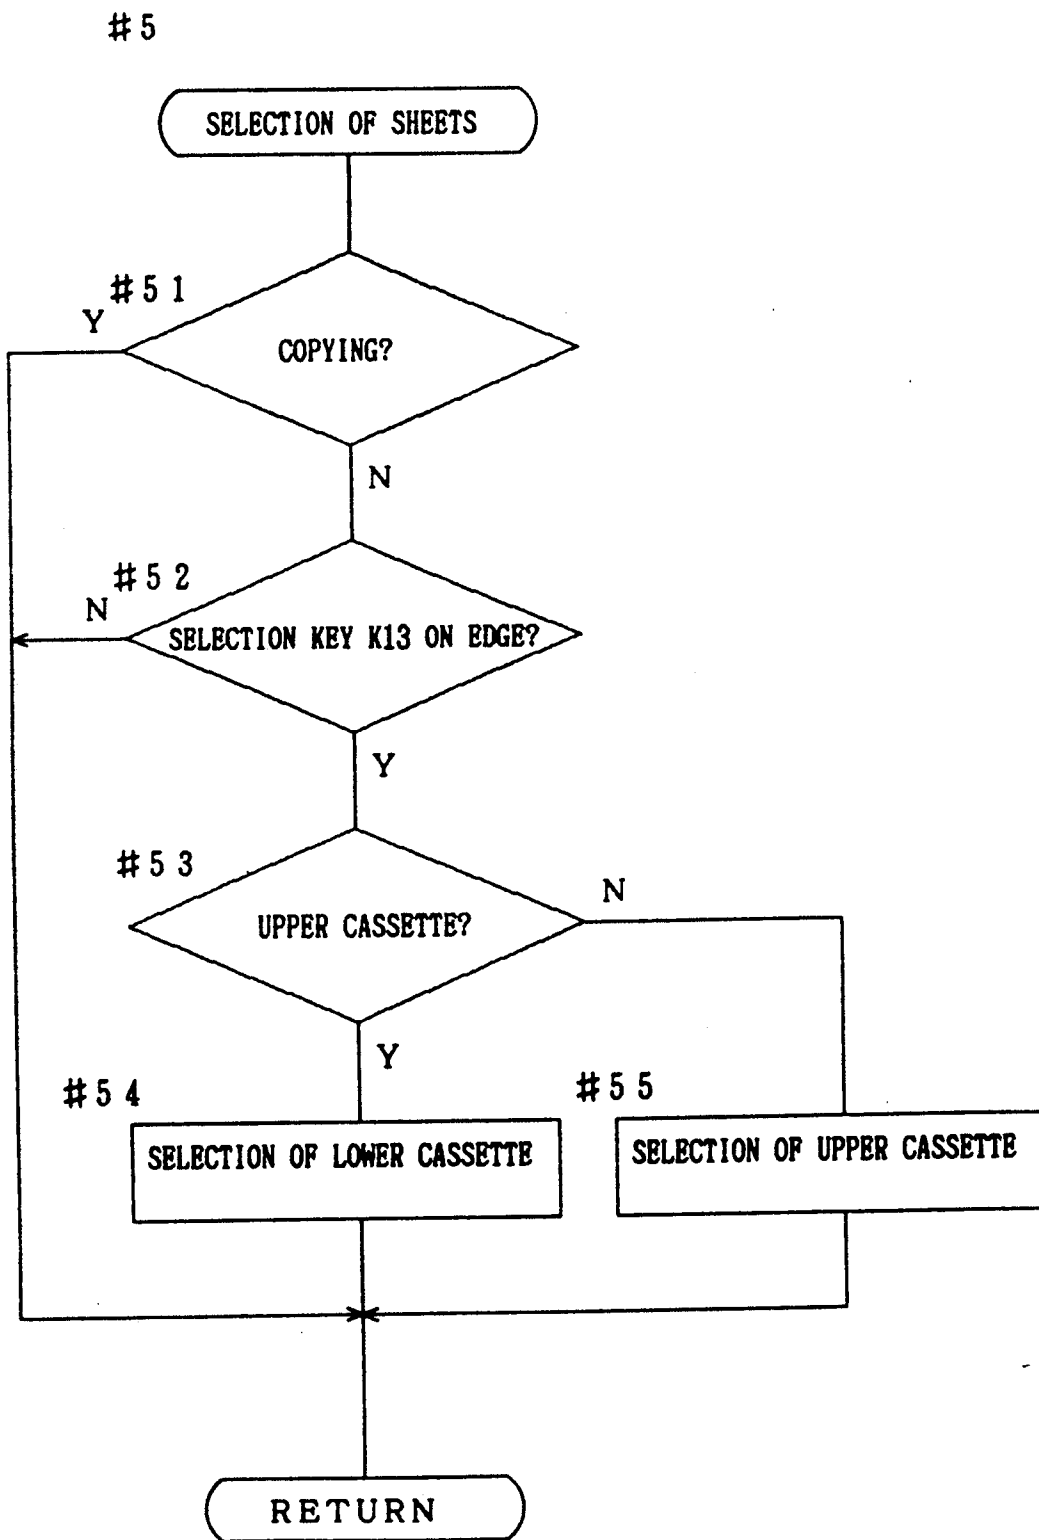 #5
SELECTION OF SHEETS
#51
Y
COPYING?
N
#52
N
SELECTION KEY K13 ON EDGE?
Y
#53
N
UPPER CASSETTE?
Y
#54
#55
SELECTION OF LOWER CASSETTE
SELECTION OF UPPER CASSETTE
RETURN